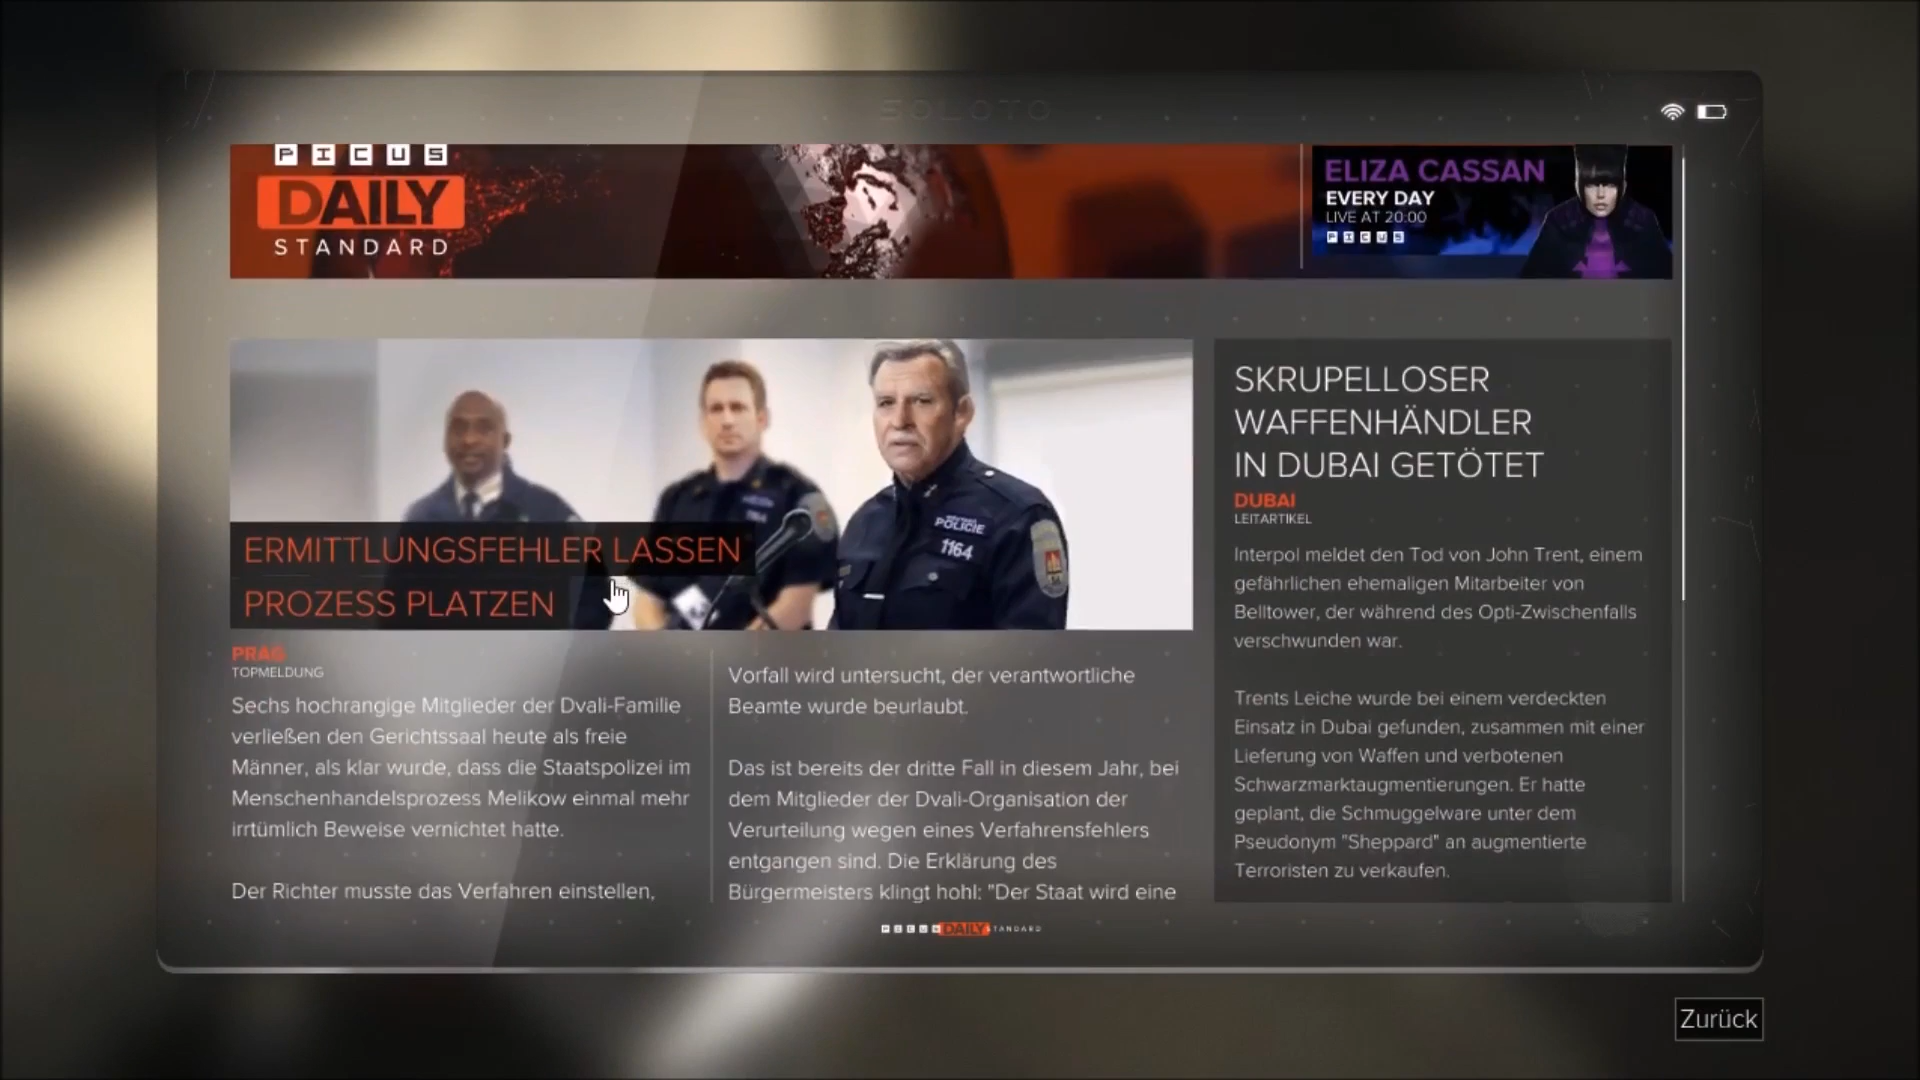 SOLOTO
PICUS
DAILY
STANDARD
ELIZA CASSAN
EVERY DAY
LIVE AT 20:00
PICUS
POLICIE
1164
1164
ERMITTLUNGSFEHLER LASSEN
PROZESS PLATZEN
PRAG
TOPMELDUNG
Sechs hochrangige Mitglieder der Dvali-Familie
verließen den Gerichtssaal heute als freie
Männer, als klar wurde, dass die Staatspolizei im
Menschenhandelsprozess Melikow einmal mehr
irrtümlich Beweise vernichtet hatte.
Der Richter musste das Verfahren einstellen,
Vorfall wird untersucht, der verantwortliche
Beamte wurde beurlaubt.
Das ist bereits der dritte Fall in diesem Jahr, bei
dem Mitglieder der Dvali-Organisation der
Verurteilung wegen eines Verfahrensfehlers
entgangen sind. Die Erklärung des
Bürgermeisters klingt hohl: "Der Staat wird eine
SKRUPELLOSER
WAFFENHÄNDLER
IN DUBAI GETÖTET
DUBAI
LEITARTIKEL
Interpol meldet den Tod von John Trent, einem
gefährlichen ehemaligen Mitarbeiter von
Belltower, der während des Opti-Zwischenfalls
verschwunden war.
Trents Leiche wurde bei einem verdeckten
Einsatz in Dubai gefunden, zusammen mit einer
Lieferung von Waffen und verbotenen
Schwarzmarktaugmentierungen. Er hatte
geplant, die Schmuggelware unter dem
Pseudonym "Sheppard" an augmentierte
Terroristen zu verkaufen.
PICUS DAILY STANDARD
Zurück